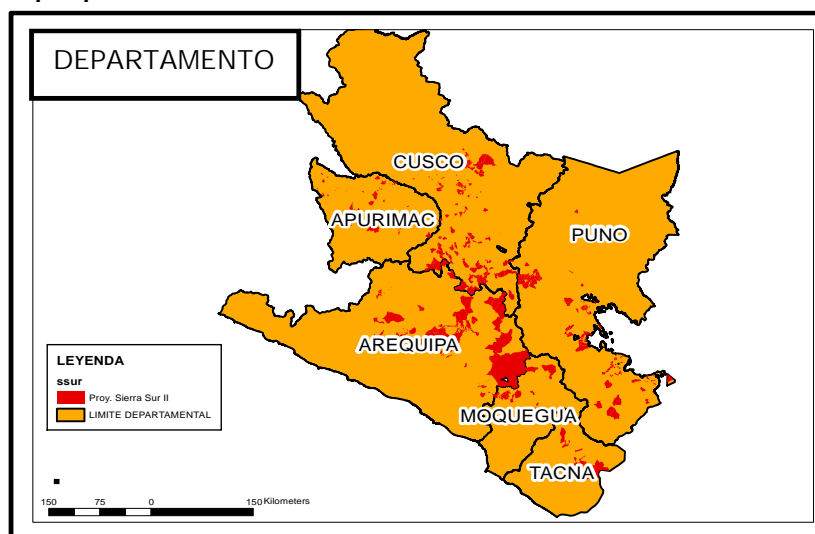 DEPARTAMENTO
CUSCO
APURIMAC
PUNO
AREQUIPA
MOQUEGUA
TACNA
LEYENDA
ssur
Proy. Sierra Sur II
LIMITE DEPARTAMENTAL
150 75 0 150 Kilometers